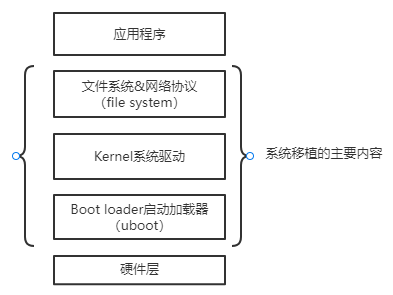 应用程序
文件系统&网络协议
（file system）
Kernel系统驱动
系统移植的主要内容
Boot loader启动加载器
（uboot）
硬件层